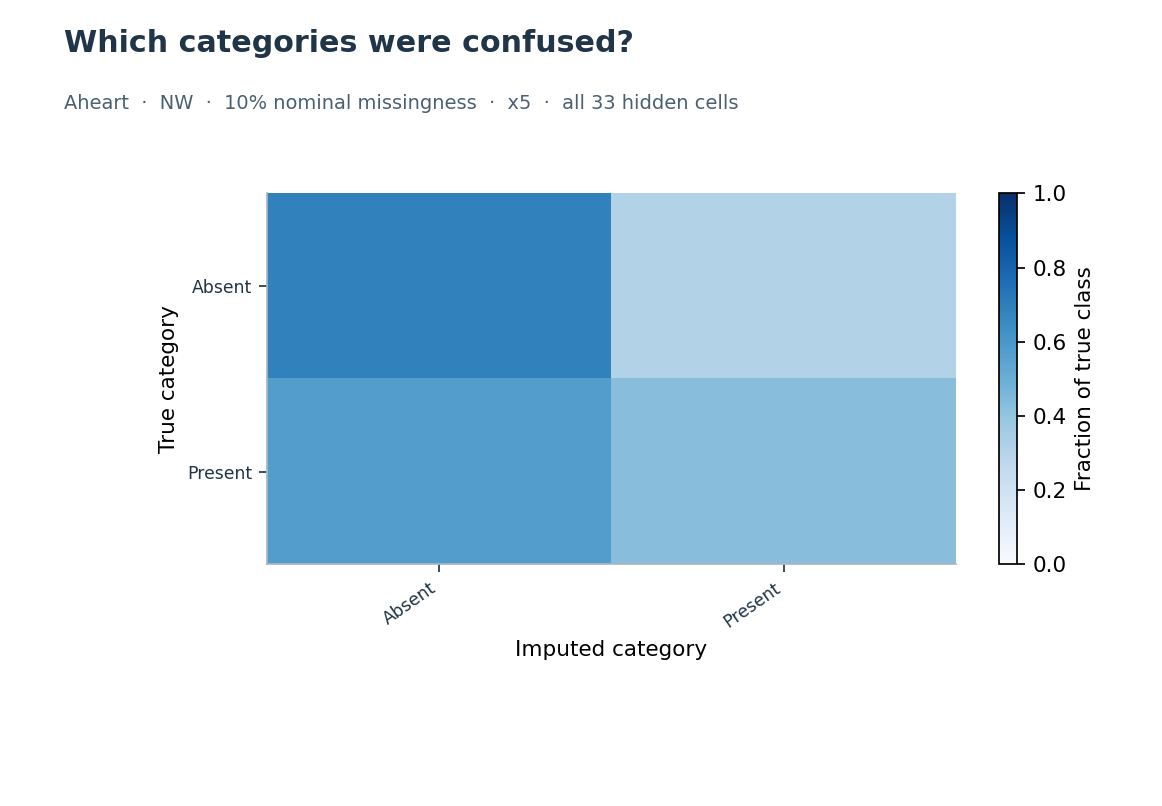 Which categories were confused?
Aheart · NW · 10% nominal missingness · x5 · all 33 hidden cells
True category
Absent
Present
Absent
Present
Imputed category
1.0
0.8
0.6
0.4
0.2
0.0
Fraction of true class